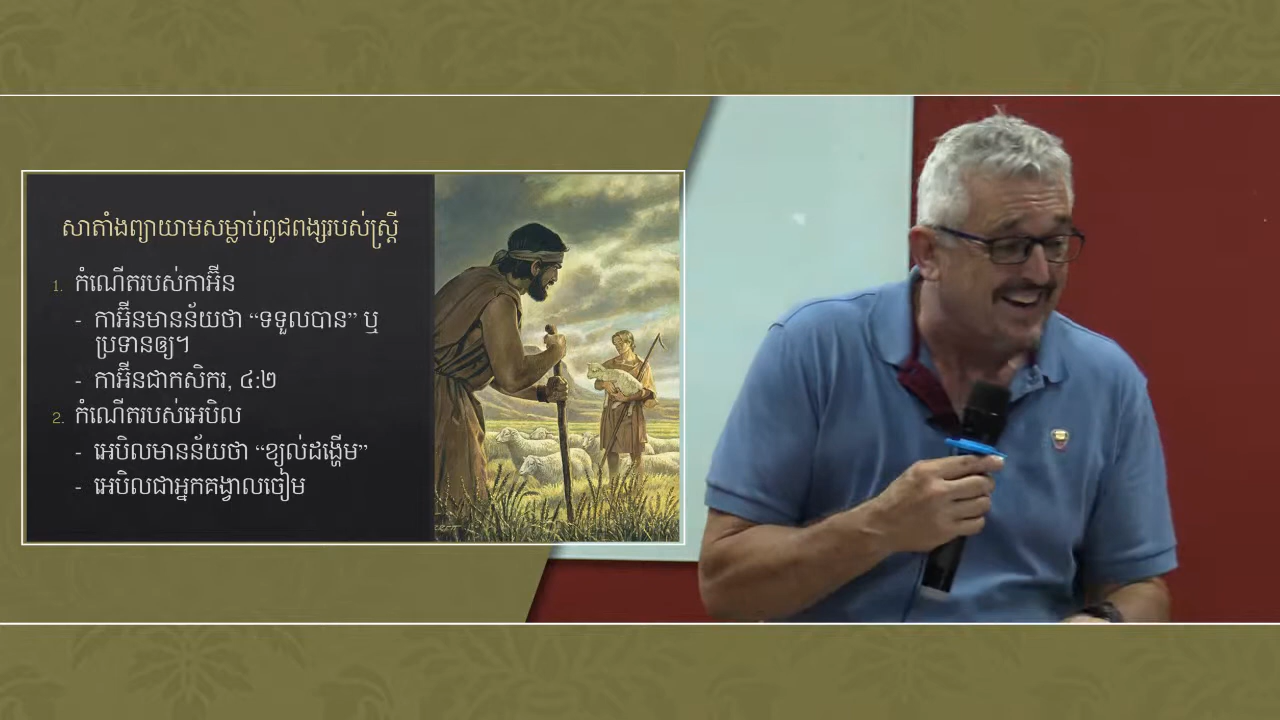 សាតាំងព្យាយាមសម្លាប់ពូជពង្សរបស់ស្ត្រី
1. កំណើតរបស់កាអ៊ីន
- កាអ៊ីនមានន័យថា “ទទួលបាន” ឬ
ប្រទានឲ្យ។
- កាអ៊ីនជាកសិករ, ៤:២
2. កំណើតរបស់អេបិល
- អេបិលមានន័យថា “ខ្យល់ដង្ហើម”
- អេបិលជាអ្នកគង្វាលចៀម